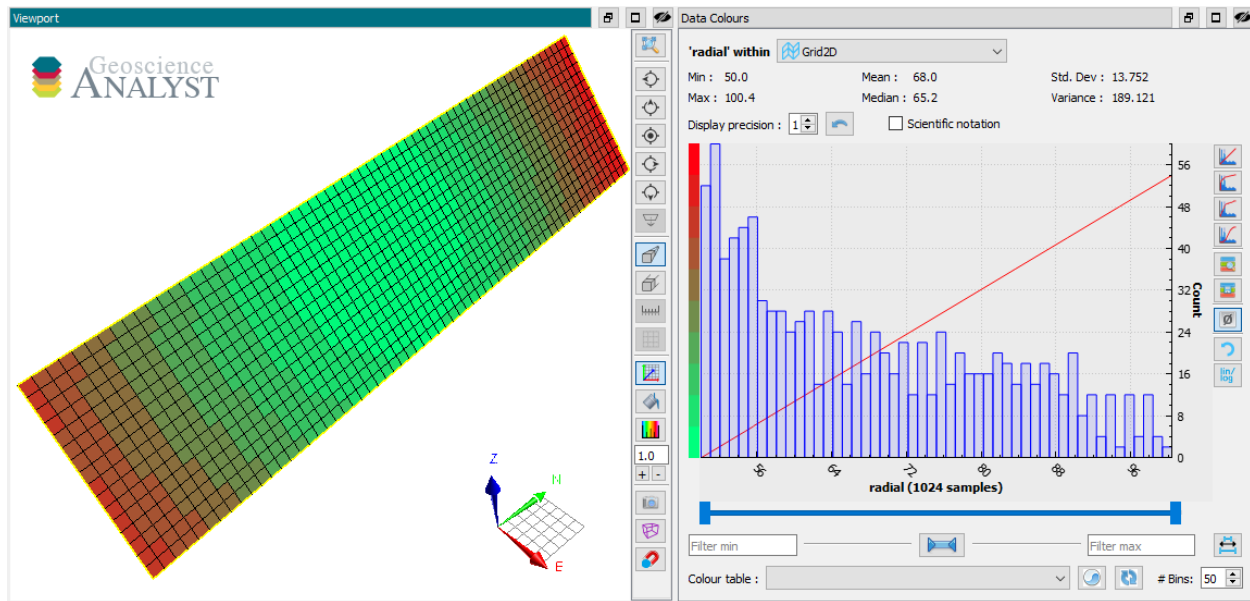 Viewport
Geoscience
ANALYST
Z
N
E
1.0
+ -
Data Colours
'radial' within Grid2D
Min : 50.0 Mean : 68.0 Std. Dev : 13.752
Max : 100.4 Median : 65.2 Variance : 189.121
Display precision : 1 Scientific notation
56
48
40
32
24
16
8
0
Count
56 64 72 80 88 96
radial (1024 samples)
lin/
log
Filter min Filter max
Colour table : # Bins: 50